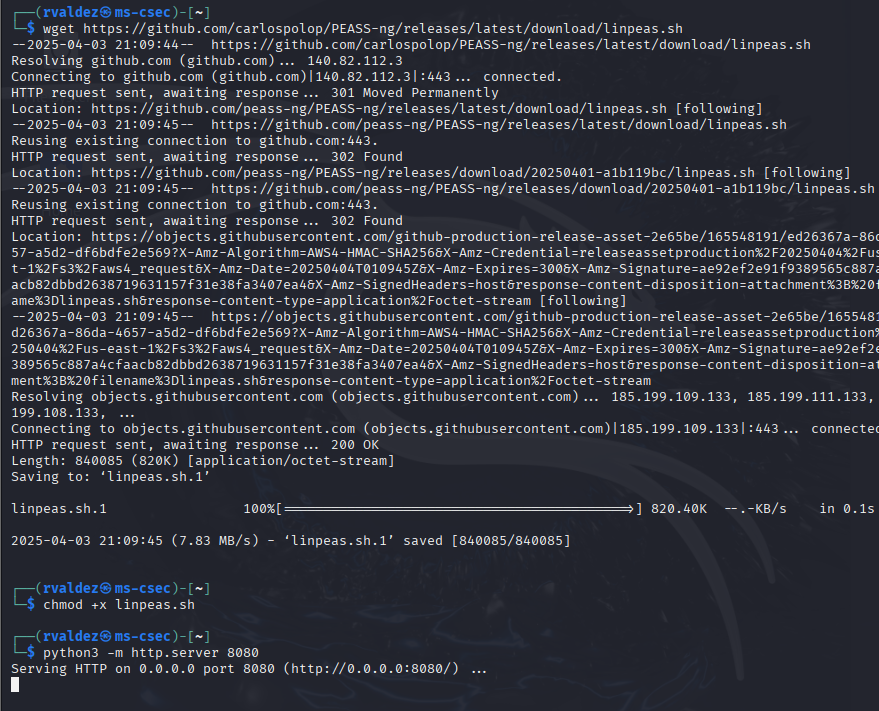 ┌──(rvaldez㉿ms-csec)-[~]
└─$ wget https://github.com/carlospolop/PEASS-ng/releases/latest/download/linpeas.sh
--2025-04-03 21:09:44-- https://github.com/carlospolop/PEASS-ng/releases/latest/download/linpeas.sh
Resolving github.com (github.com)... 140.82.112.3
Connecting to github.com (github.com)|140.82.112.3|:443... connected.
HTTP request sent, awaiting response... 301 Moved Permanently
Location: https://github.com/peass-ng/PEASS-ng/releases/latest/download/linpeas.sh [following]
--2025-04-03 21:09:45-- https://github.com/peass-ng/PEASS-ng/releases/latest/download/linpeas.sh
Reusing existing connection to github.com:443.
HTTP request sent, awaiting response... 302 Found
Location: https://github.com/peass-ng/PEASS-ng/releases/download/20250401-a1b119bc/linpeas.sh [following]
--2025-04-03 21:09:45-- https://github.com/peass-ng/PEASS-ng/releases/download/20250401-a1b119bc/linpeas.sh
Reusing existing connection to github.com:443.
HTTP request sent, awaiting response... 302 Found
Location: https://objects.githubusercontent.com/github-production-release-asset-2e65be/165548191/ed26367a-86d
57-a5d2-df6bdfe2e569?X-Amz-Algorithm=AWS4-HMAC-SHA256&X-Amz-Credential=releaseassetproduction%2F20250404%2Fus
t-1%2Fs3%2Faws4_request&X-Amz-Date=20250404T010945Z&X-Amz-Expires=300&X-Amz-Signature=ae92ef2e91f9389565c887a
acb82dbbd2638719631157f31e38fa3407ea4&X-Amz-SignedHeaders=host&response-content-disposition=attachment%3B%20f
ame%3Dlinpeas.sh&response-content-type=application%2Foctet-stream [following]
--2025-04-03 21:09:45-- https://objects.githubusercontent.com/github-production-release-asset-2e65be/1655481
d26367a-86da-4657-a5d2-df6bdfe2e569?X-Amz-Algorithm=AWS4-HMAC-SHA256&X-Amz-Credential=releaseassetproduction%
250404%2Fus-east-1%2Fs3%2Faws4_request&X-Amz-Date=20250404T010945Z&X-Amz-Expires=300&X-Amz-Signature=ae92ef2e
389565c887a4cfaacb82dbbd2638719631157f31e38fa3407ea4&X-Amz-SignedHeaders=host&response-content-disposition=at
ment%3B%20filename%3Dlinpeas.sh&response-content-type=application%2Foctet-stream
Resolving objects.githubusercontent.com (objects.githubusercontent.com)... 185.199.109.133, 185.199.111.133,
199.108.133, ...
Connecting to objects.githubusercontent.com (objects.githubusercontent.com)|185.199.109.133|:443... connected
HTTP request sent, awaiting response... 200 OK
Length: 840085 (820K) [application/octet-stream]
Saving to: ‘linpeas.sh.1’
linpeas.sh.1 100%[===========================================>] 820.40K --.-KB/s in 0.1s
2025-04-03 21:09:45 (7.83 MB/s) - ‘linpeas.sh.1’ saved [840085/840085]
┌──(rvaldez㉿ms-csec)-[~]
└─$ chmod +x linpeas.sh
┌──(rvaldez㉿ms-csec)-[~]
└─$ python3 -m http.server 8080
Serving HTTP on 0.0.0.0 port 8080 (http://0.0.0.0:8080/) ...